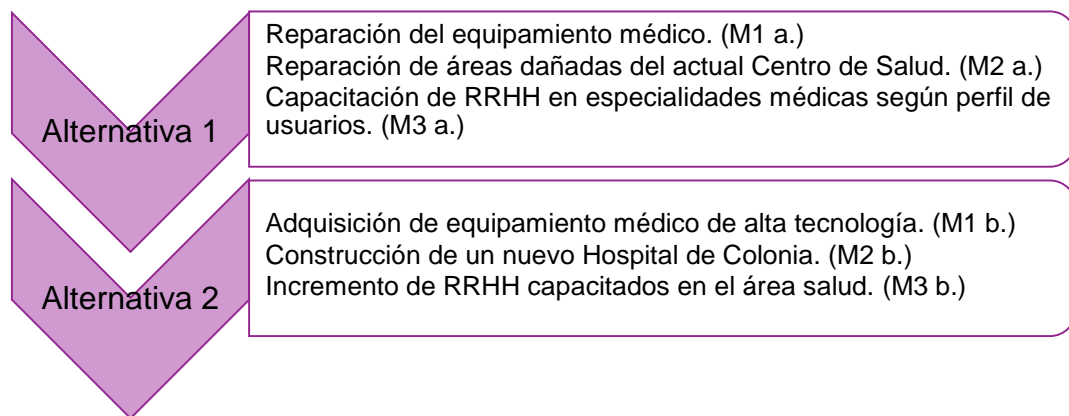 Alternativa 1
Reparación del equipamiento médico. (M1 a.)
Reparación de áreas dañadas del actual Centro de Salud. (M2 a.)
Capacitación de RRHH en especialidades médicas según perfil de
usuarios. (M3 a.)
Alternativa 2
Adquisición de equipamiento médico de alta tecnología. (M1 b.)
Construcción de un nuevo Hospital de Colonia. (M2 b.)
Incremento de RRHH capacitados en el área salud. (M3 b.)